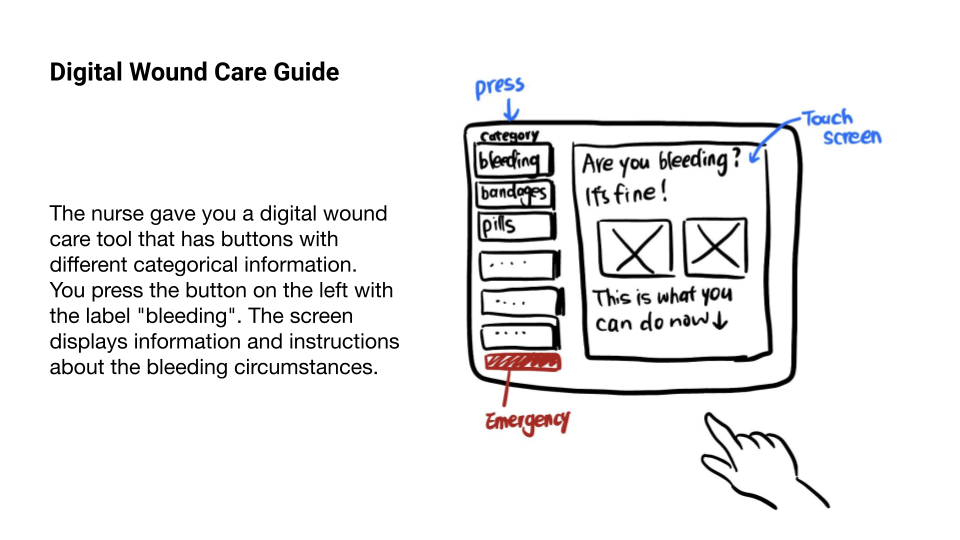 Digital Wound Care Guide
The nurse gave you a digital wound
care tool that has buttons with
different categorical information.
You press the button on the left with
the label "bleeding". The screen
displays information and instructions
about the bleeding circumstances.
press
Touch
screen
category
bleeding
bandages
pills
. . . .
. . . .
. . . .
Emergency
Are you bleeding?
It's fine!
This is what you
can do now ↓